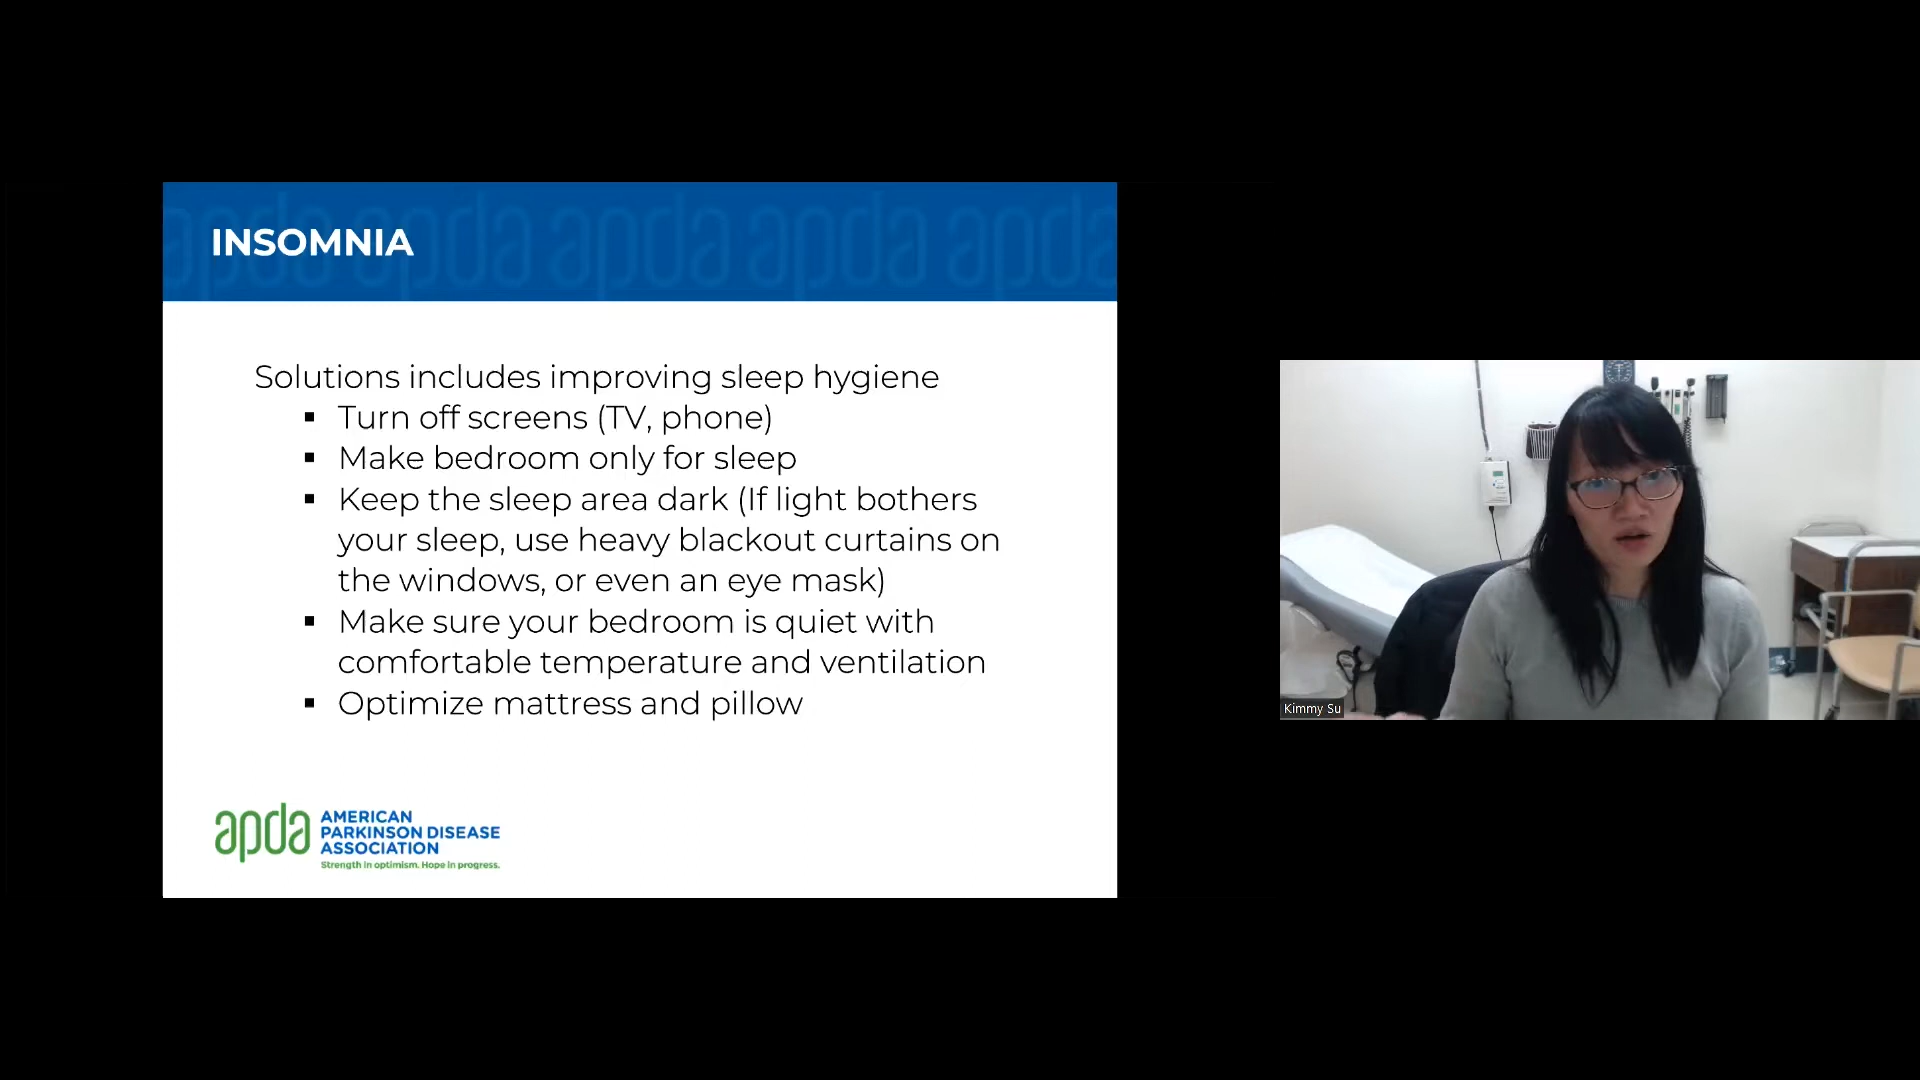 INSOMNIA
Solutions includes improving sleep hygiene
▪ Turn off screens (TV, phone)
▪ Make bedroom only for sleep
▪ Keep the sleep area dark (If light bothers
your sleep, use heavy blackout curtains on
the windows, or even an eye mask)
▪ Make sure your bedroom is quiet with
comfortable temperature and ventilation
▪ Optimize mattress and pillow
apda
AMERICAN
PARKINSON DISEASE
ASSOCIATION
Strength in optimism. Hope in progress.
Kimmy Su